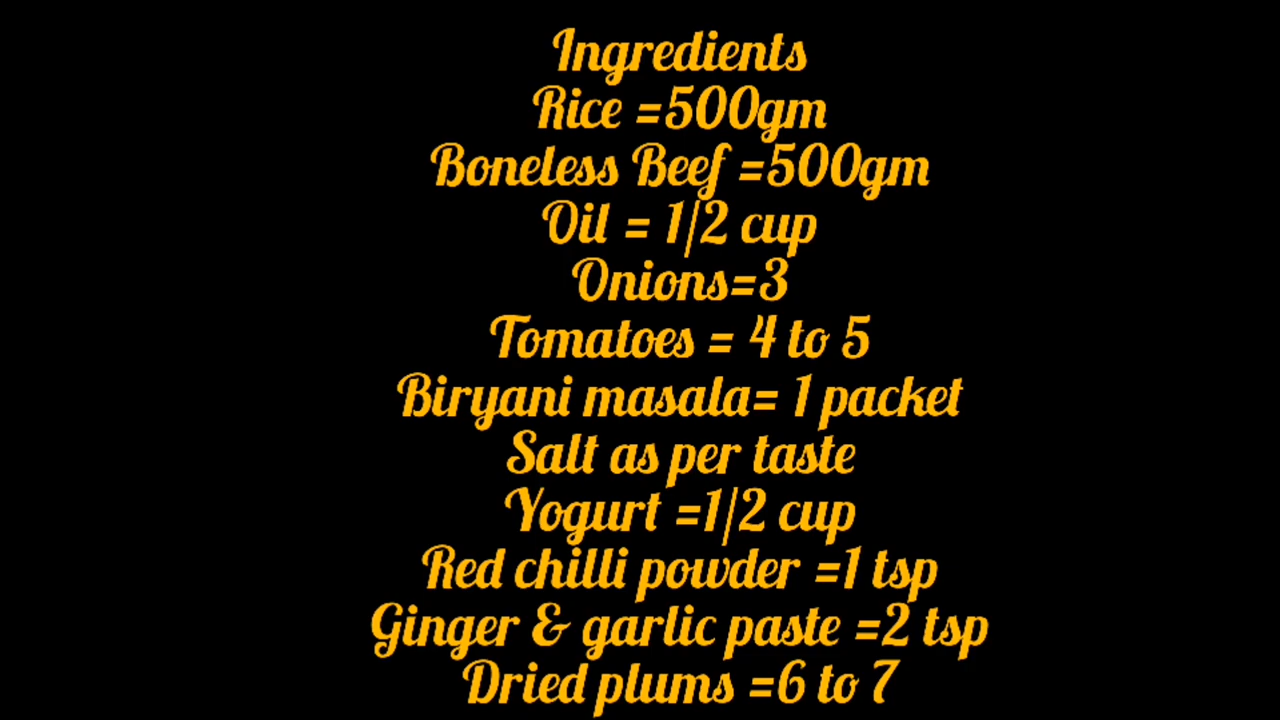 Ingredients
Rice =500gm
Boneless Beef =500gm
Oil = 1/2 cup
Onions=3
Tomatoes = 4 to 5
Biryani masala= 1 packet
Salt as per taste
Yogurt =1/2 cup
Red chilli powder =1 tsp
Ginger & garlic paste =2 tsp
Dried plums =6 to 7